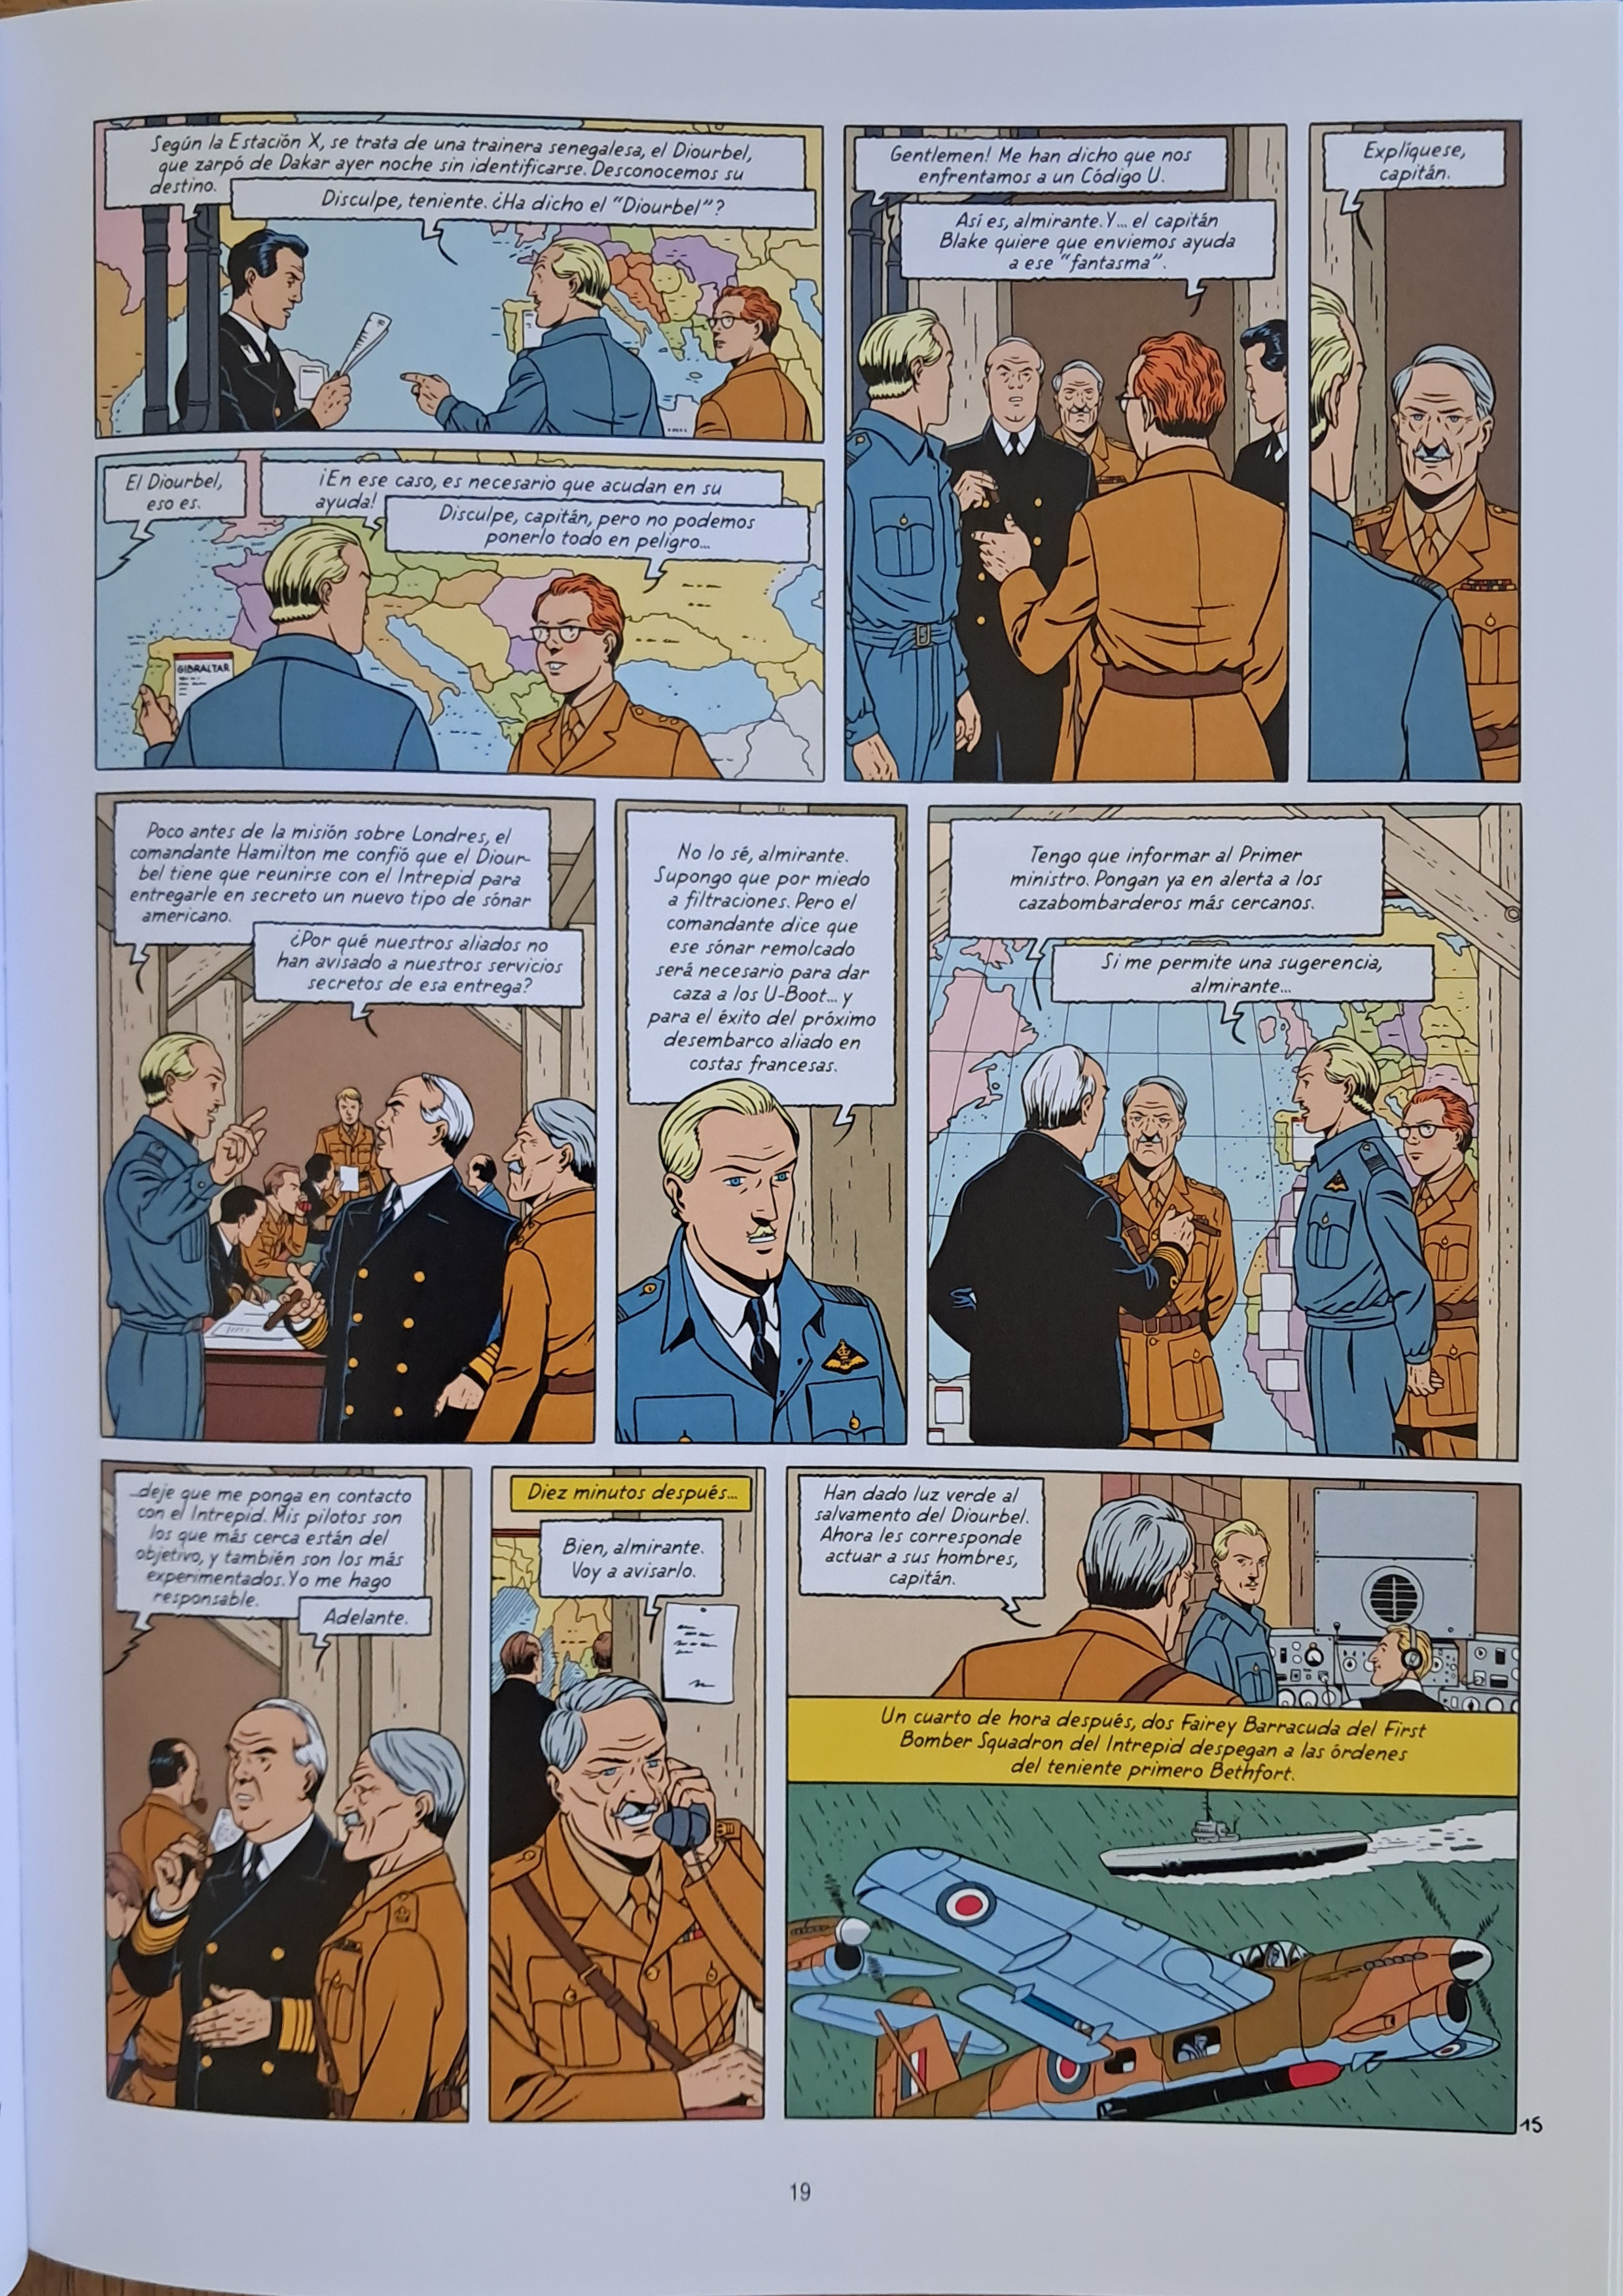 Según la Estación X, se trata de una trainera senegalesa, el Diourbel,
que zarpó de Dakar ayer noche sin identificarse. Desconocemos su
destino.
Disculpe, teniente. ¿Ha dicho el "Diourbel"?
El Diourbel,
eso es.
¡En ese caso, es necesario que acudan en su
ayuda!
Disculpe, capitán, pero no podemos
ponerlo todo en peligro...
GIBRALTAR
Gentlemen! Me han dicho que nos
enfrentamos a un Código U.
Así es, almirante. Y... el capitán
Blake quiere que enviemos ayuda
a ese "fantasma".
Explíquese,
capitán.
Poco antes de la misión sobre Londres, el
comandante Hamilton me confió que el Diour-
bel tiene que reunirse con el Intrepid para
entregarle en secreto un nuevo tipo de sónar
americano.
¿Por qué nuestros aliados no
han avisado a nuestros servicios
secretos de esa entrega?
No lo sé, almirante.
Supongo que por miedo
a filtraciones. Pero el
comandante dice que
ese sónar remolcado
será necesario para dar
caza a los U-Boot... y
para el éxito del próximo
desembarco aliado en
costas francesas.
Tengo que informar al Primer
ministro. Pongan ya en alerta a los
cazabombarderos más cercanos.
Si me permite una sugerencia,
almirante...
...deje que me ponga en contacto
con el Intrepid. Mis pilotos son
los que más cerca están del
objetivo, y también son los más
experimentados. Yo me hago
responsable.
Adelante.
Diez minutos después...
Bien, almirante.
Voy a avisarlo.
Han dado luz verde al
salvamento del Diourbel.
Ahora les corresponde
actuar a sus hombres,
capitán.
Un cuarto de hora después, dos Fairey Barracuda del First
Bomber Squadron del Intrepid despegan a las órdenes
del teniente primero Bethfort.
15
19